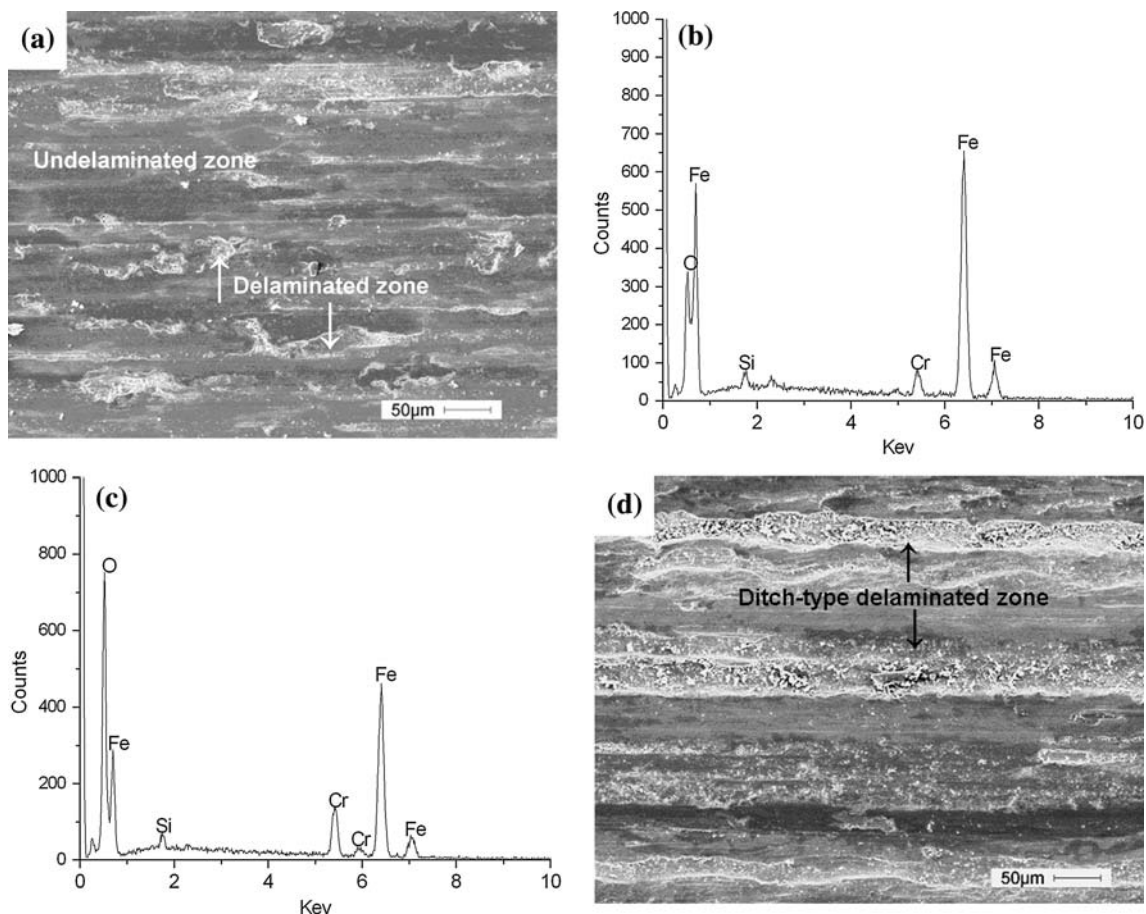 (a)
Undelaminated zone
Delaminated zone
50μm
(b)
1000
900
800
700
600
500
400
300
200
100
0
Counts
O
Fe
Si
Cr
Fe
Fe
0
2
4
6
8
10
Kev
(c)
1000
800
600
400
200
0
Counts
O
Fe
Si
Cr
Cr
Fe
Fe
0
2
4
6
8
10
Kev
(d)
Ditch-type delaminated zone
50μm